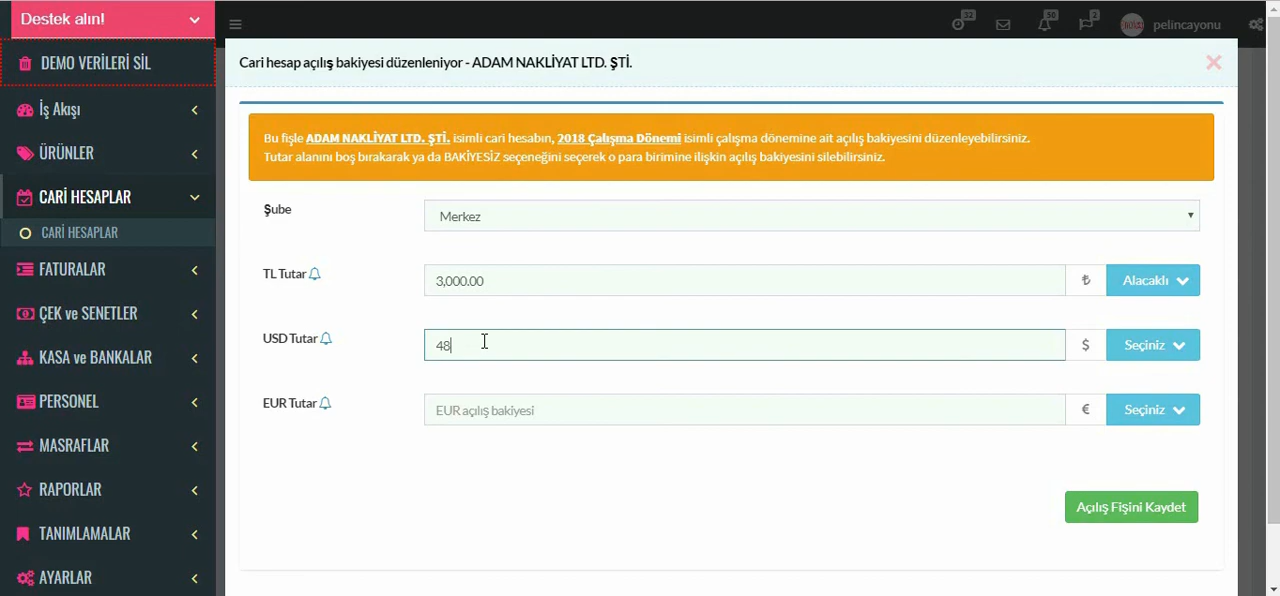 Destek alın!
32
50
2
pelincayonu
DEMO VERİLERİ SİL
İş Akışı
ÜRÜNLER
CARİ HESAPLAR
CARİ HESAPLAR
FATURALAR
ÇEK ve SENETLER
KASA ve BANKALAR
PERSONEL
MASRAFLAR
RAPORLAR
TANIMLAMALAR
AYARLAR
Cari hesap açılış bakiyesi düzenleniyor - ADAM NAKLİYAT LTD. ŞTİ.
Bu fişle ADAM NAKLİYAT LTD. ŞTİ. isimli cari hesabın, 2018 Çalışma Dönemi isimli çalışma dönemine ait açılış bakiyesini düzenleyebilirsiniz.
Tutar alanını boş bırakarak ya da BAKİYESİZ seçeneğini seçerek o para birimine ilişkin açılış bakiyesini silebilirsiniz.
Şube
Merkez
TL Tutar
3,000.00
₺
Alacaklı
USD Tutar
48
$
Seçiniz
EUR Tutar
EUR açılış bakiyesi
€
Seçiniz
Açılış Fişini Kaydet